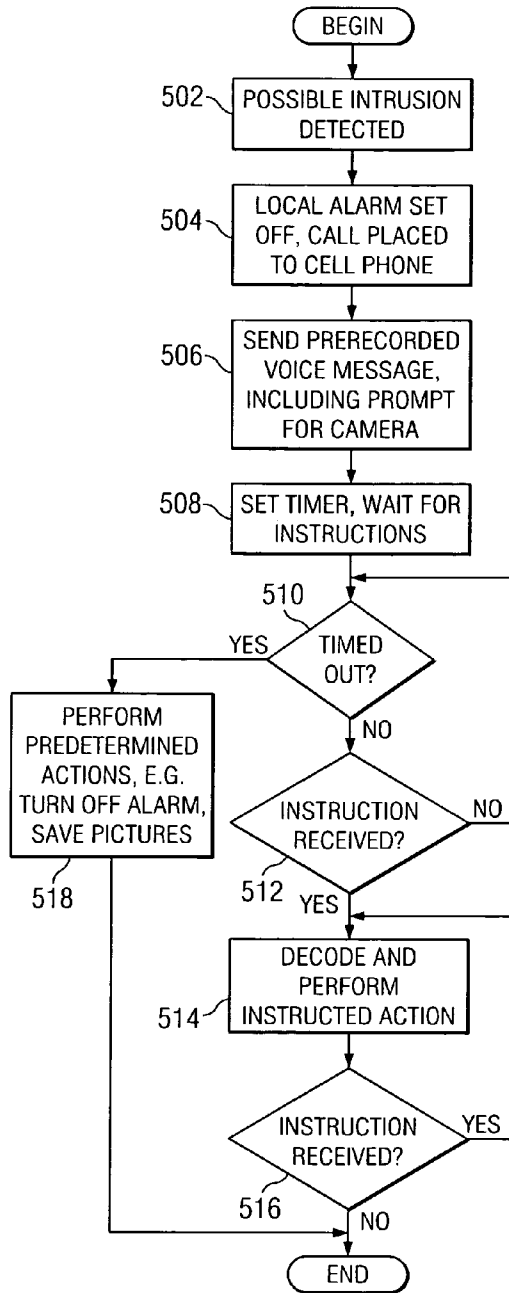 BEGIN
502
POSSIBLE INTRUSION
DETECTED
504
LOCAL ALARM SET
OFF, CALL PLACED
TO CELL PHONE
506
SEND PRERECORDED
VOICE MESSAGE,
INCLUDING PROMPT
FOR CAMERA
508
SET TIMER, WAIT FOR
INSTRUCTIONS
510
YES
TIMED
OUT?
NO
PERFORM
PREDETERMINED
ACTIONS, E.G.
TURN OFF ALARM,
SAVE PICTURES
518
INSTRUCTION
RECEIVED?
NO
512
YES
DECODE AND
PERFORM
INSTRUCTED ACTION
514
INSTRUCTION
RECEIVED?
YES
516
NO
END